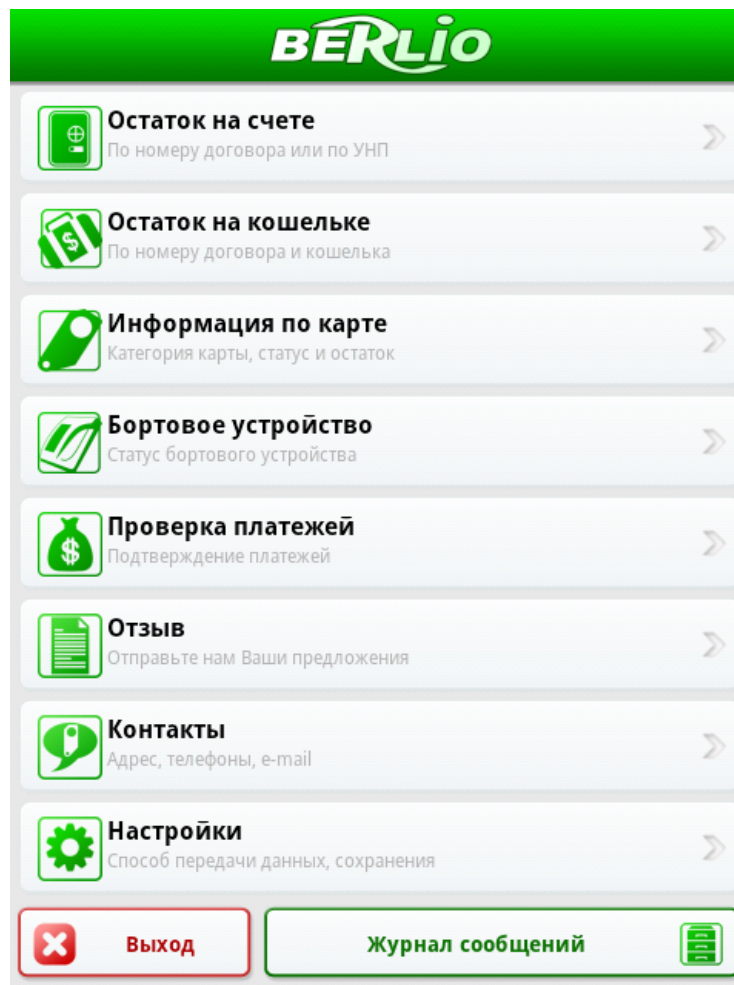 BERLIO
Остаток на счете
По номеру договора или по УНП
Остаток на кошельке
По номеру договора и кошелька
Информация по карте
Категория карты, статус и остаток
Бортовое устройство
Статус бортового устройства
Проверка платежей
Подтверждение платежей
Отзыв
Отправьте нам Ваши предложения
Контакты
Адрес, телефоны, e-mail
Настройки
Способ передачи данных, сохранения
Выход
Журнал сообщений